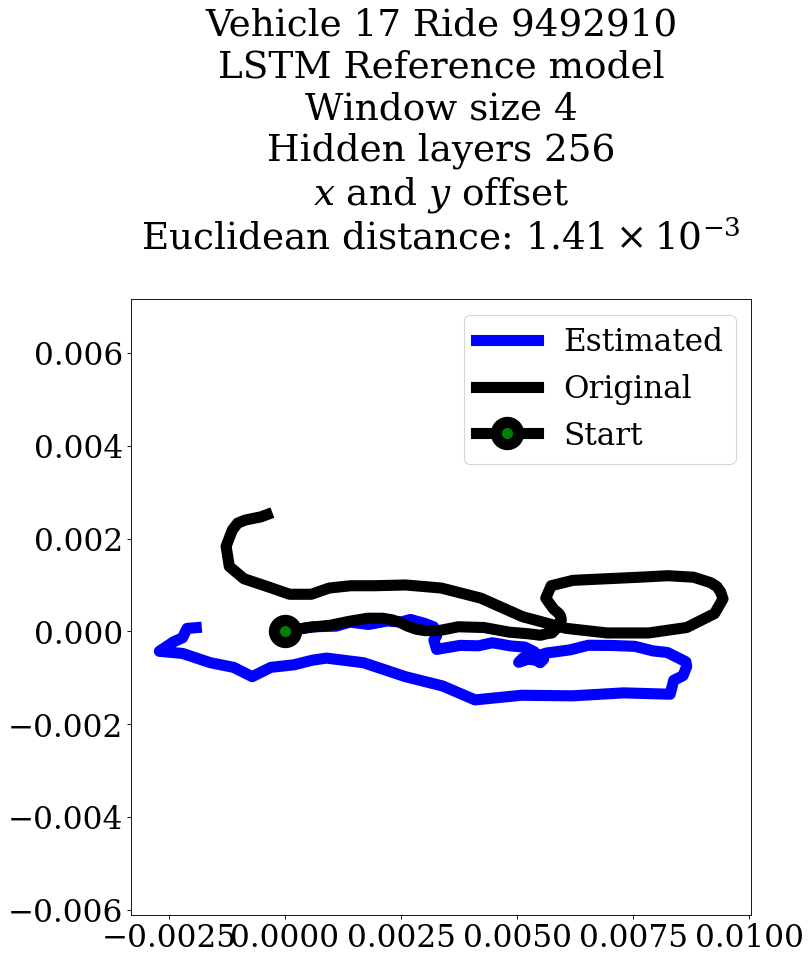 Vehicle 17 Ride 9492910
LSTM Reference model
Window size 4
Hidden layers 256
x and y offset
Euclidean distance: 1.41 × 10⁻³
Estimated
Original
Start
0.006
0.004
0.002
0.000
−0.002
−0.004
−0.006
−0.0025 0.0000 0.0025 0.0050 0.0075 0.0100